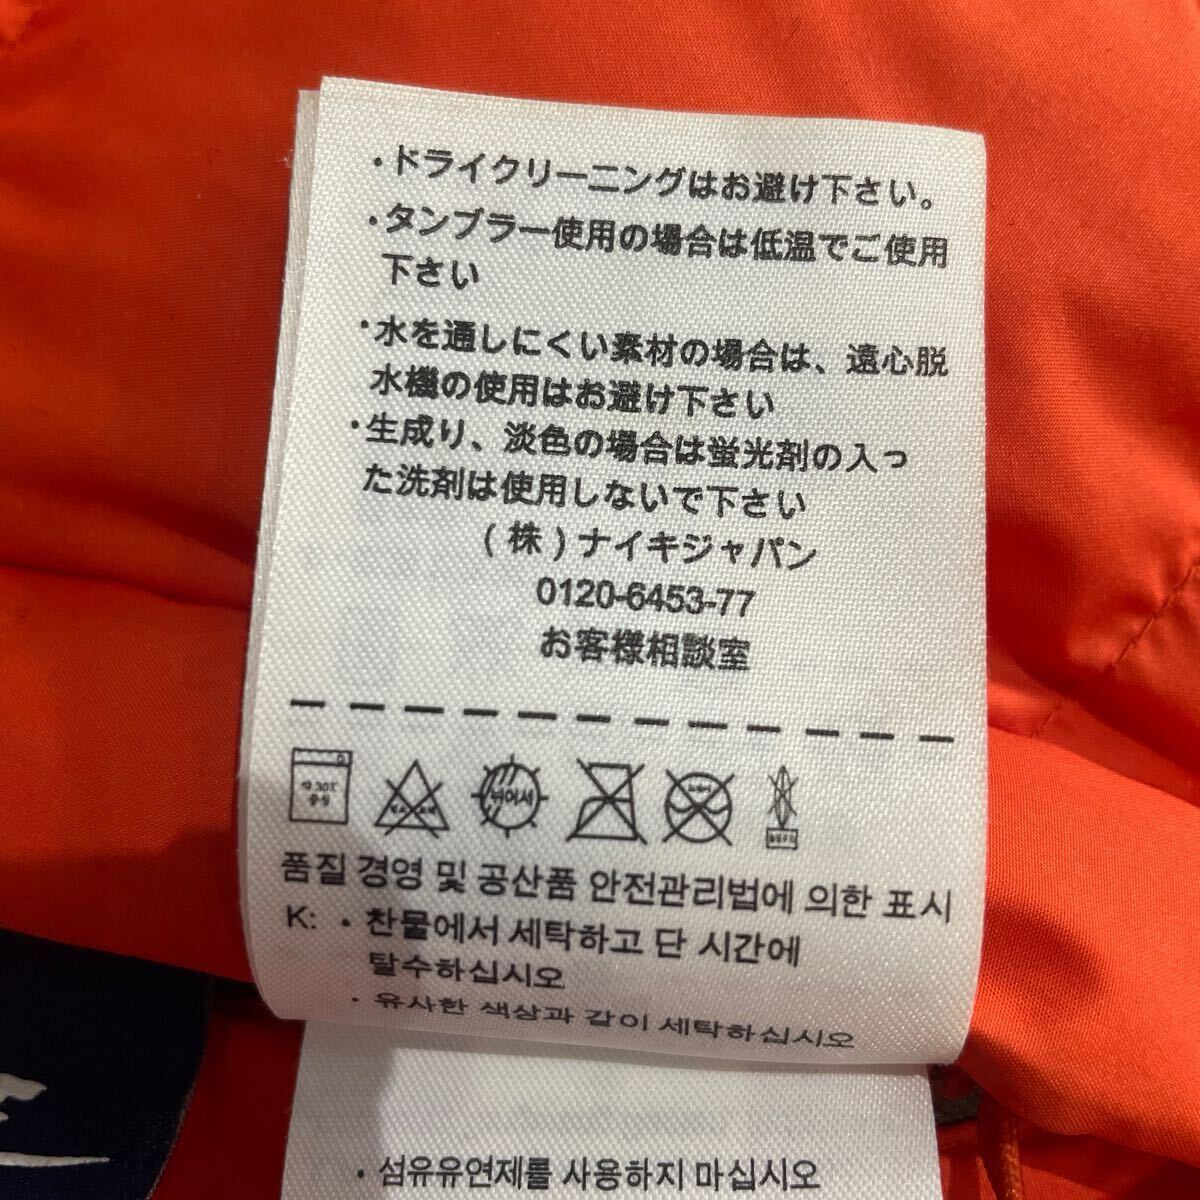 ・ドライクリーニングはお避け下さい。
・タンブラー使用の場合は低温でご使用
下さい
・水を通しにくい素材の場合は、遠心脱
水機の使用はお避け下さい
・生成り、淡色の場合は蛍光剤の入っ
た洗剤は使用しないで下さい
(株)ナイキジャパン
0120-6453-77
お客様相談室
약 30℃
중성
뉘어서
품질 경영 및 공산품 안전관리법에 의한 표시
K: • 찬물에서 세탁하고 단 시간에
탈수하십시오
• 유사한 색상과 같이 세탁하십시오
• 섬유유연제를 사용하지 마십시오